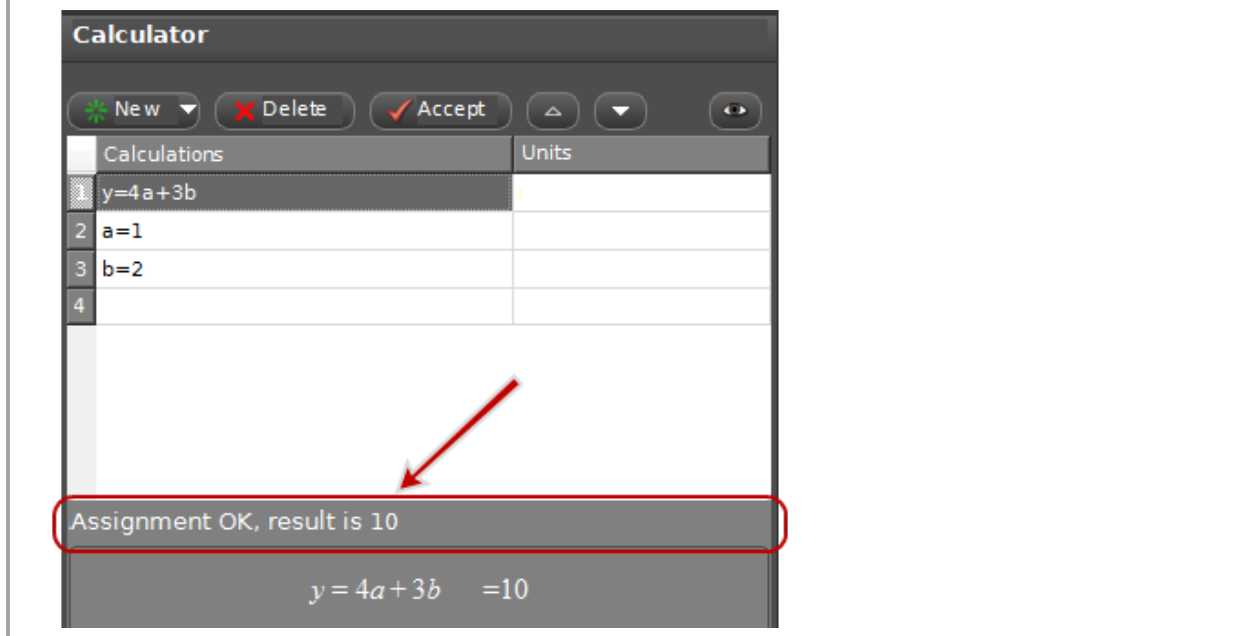 Calculator
New Delete Accept
Calculations Units
1 y=4a+3b
2 a=1
3 b=2
4
Assignment OK, result is 10
y = 4a + 3b =10